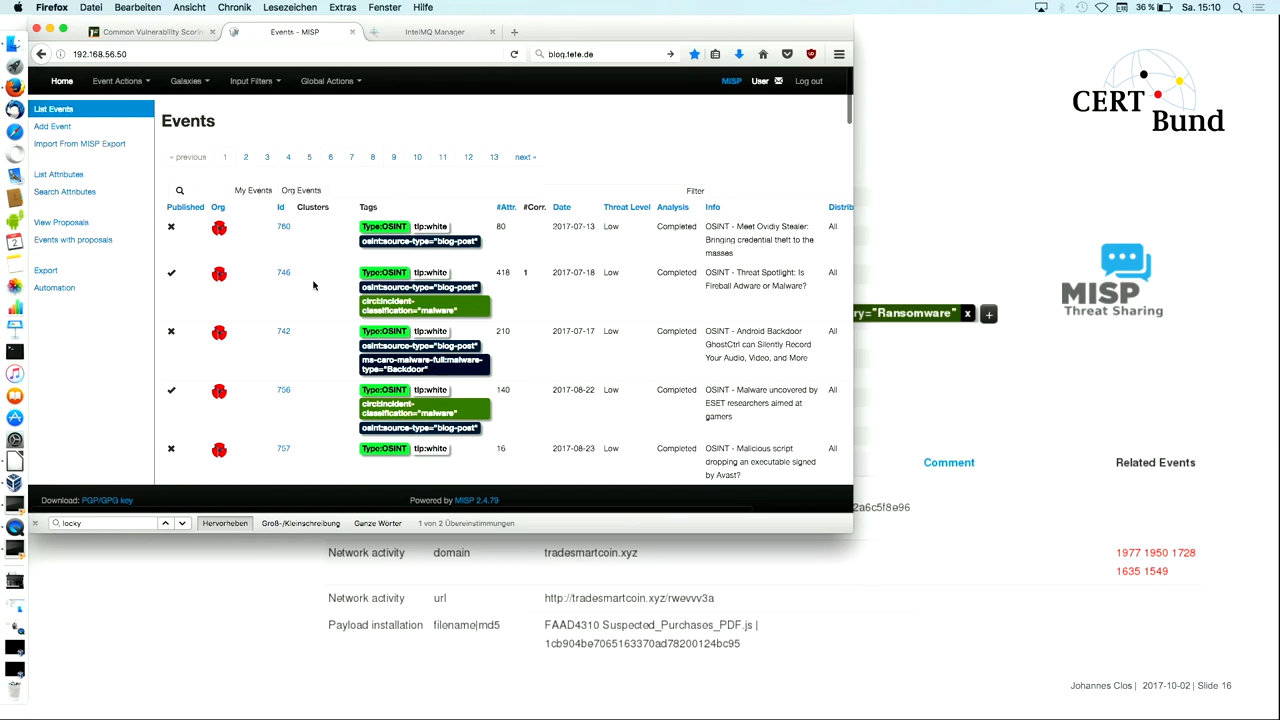 Firefox Datei Bearbeiten Ansicht Chronik Lesezeichen Extras Fenster Hilfe
36 % Sa. 15:10
Common Vulnerability Scorin
Events - MISP
IntelMQ Manager
192.168.56.50
blog.fefe.de
Home Event Actions Galaxies Input Filters Global Actions MISP User Log out
List Events
Add Event
Import From MISP Export
List Attributes
Search Attributes
View Proposals
Events with proposals
Export
Automation
Events
« previous 1 2 3 4 5 6 7 8 9 10 11 12 13 next »
My Events Org Events Filter
Published Org Id Clusters Tags #Attr. #Corr. Date Threat Level Analysis Info Distrib
760 Type:OSINT tlp:white 80 2017-07-13 Low Completed OSINT - Meet Ovidiy Stealer: All
osint:source-type="blog-post" Bringing credential theft to the
masses
746 Type:OSINT tlp:white 418 1 2017-07-18 Low Completed OSINT - Threat Spotlight: Is All
osint:source-type="blog-post" Fireball Adware or Malware?
circl:incident-
classification="malware"
742 Type:OSINT tlp:white 210 2017-07-17 Low Completed OSINT - Android Backdoor All
osint:source-type="blog-post" GhostCtrl can Silently Record
ms-caro-malware-full:malware- Your Audio, Video, and More
type="Backdoor"
756 Type:OSINT tlp:white 140 2017-08-22 Low Completed OSINT - Malware uncovered by All
circl:incident- ESET researchers aimed at
classification="malware" gamers
osint:source-type="blog-post"
757 Type:OSINT tlp:white 16 2017-08-23 Low Completed OSINT - Malicious script All
dropping an executable signed
by Avast?
Download: PGP/GPG key Powered by MISP 2.4.79
locky Hervorheben Groß-/Kleinschreibung Ganze Wörter 1 von 2 Übereinstimmungen
CERT
Bund
MISP
Threat Sharing
ry="Ransomware" x +
Comment Related Events
2a6c5f8e96
Network activity domain tradesmartcoin.xyz 1977 1950 1728
1635 1549
Network activity url http://tradesmartcoin.xyz/rwevvv3a
Payload installation filename|md5 FAAD4310 Suspected_Purchases_PDF.js |
1cb904be7065163370ad78200124bc95
Johannes Clos | 2017-10-02 | Slide 16